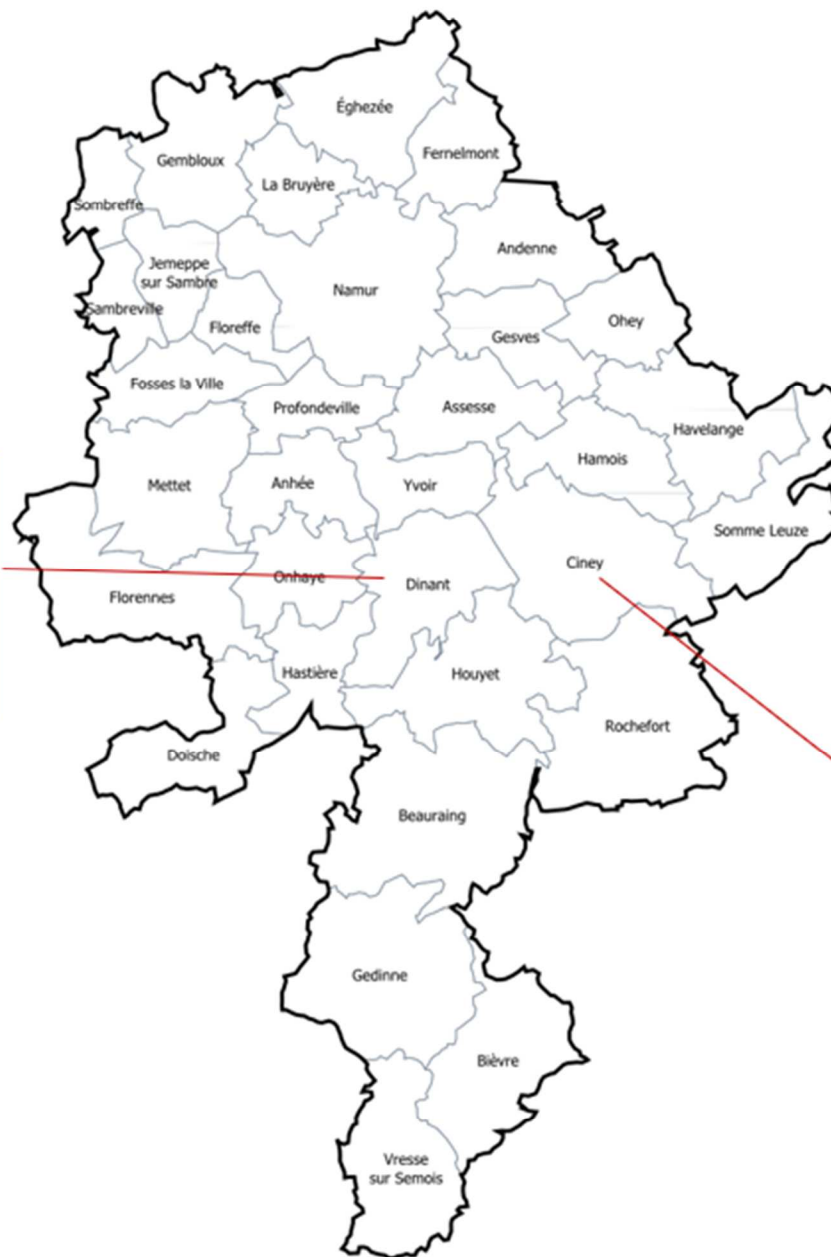 Éghezée
Gembloux
Fernelmont
La Bruyère
Sombreffe
Andenne
Jemeppe
sur Sambre
Namur
Sambreville
Floreffe
Ohey
Gesves
Fosses la Ville
Profondeville
Assesse
Havelange
Hamois
Mettet
Anhée
Yvoir
Somme Leuze
Ciney
Onhaye
Dinant
Florennes
Hastière
Houyet
Rochefort
Doische
Beauraing
Gedinne
Bièvre
Vresse
sur Semois